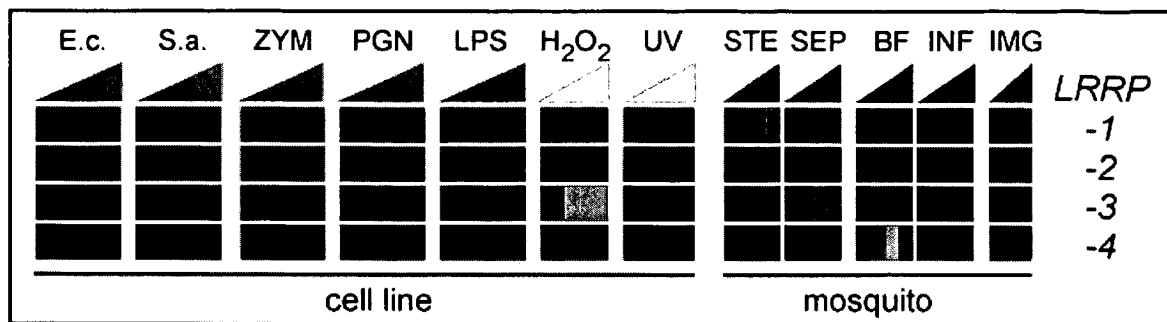 E.c. S.a. ZYM PGN LPS H₂O₂ UV STE SEP BF INF IMG
LRRP
-1
-2
-3
-4
cell line mosquito